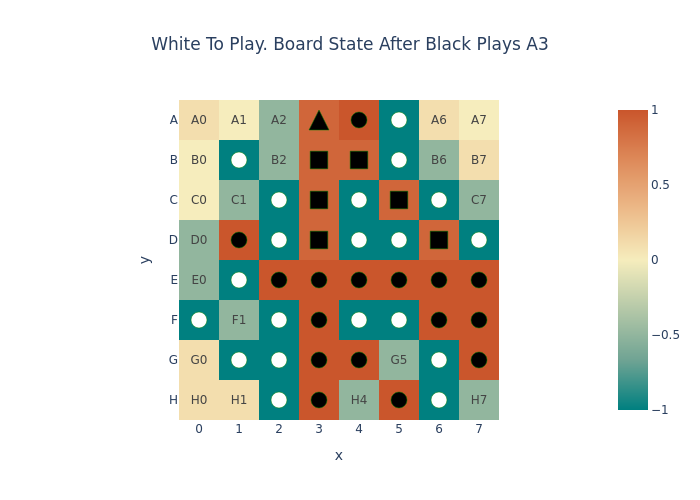 White To Play. Board State After Black Plays A3
A A0 A1 A2 A6 A7
B B0 B2 B6 B7
C C0 C1 C7
D D0
E E0
F F1
G G0 G5
H H0 H1 H4 H7
0 1 2 3 4 5 6 7
x
y
1
0.5
0
−0.5
−1